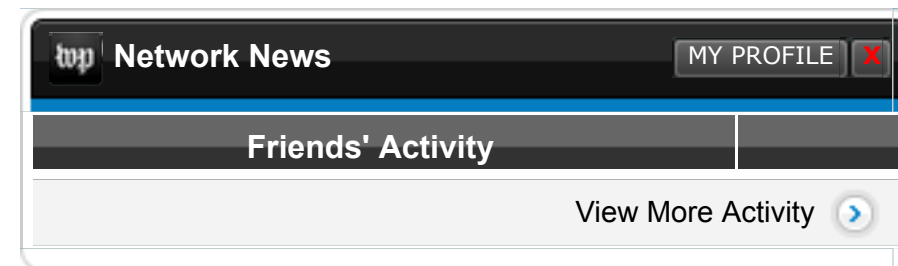 wp Network News MY PROFILE X
Friends' Activity
View More Activity